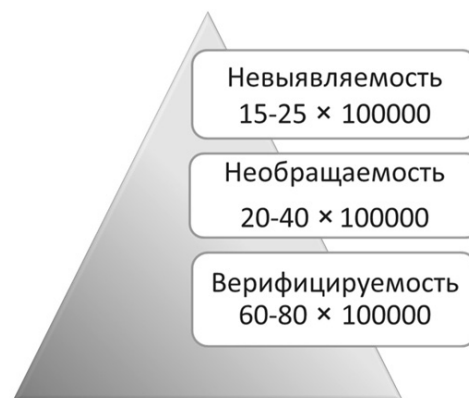 Невыявляемость
15-25 × 100000
Необращаемость
20-40 × 100000
Верифицируемость
60-80 × 100000